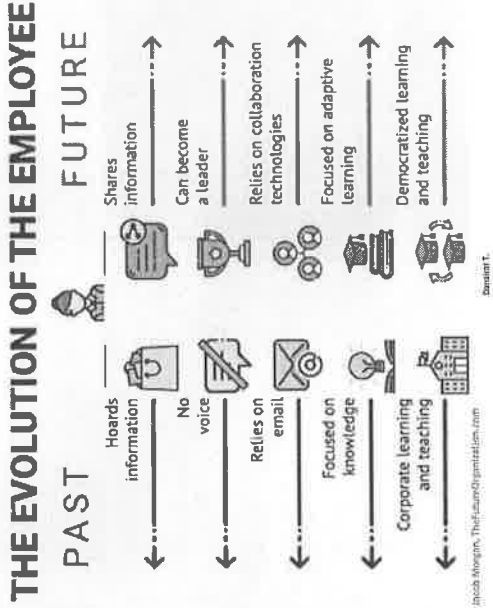 THE EVOLUTION OF THE EMPLOYEE
PAST
FUTURE
Hoards
information
Shares
information
No
voice
Can become
a leader
Relies on
email
Relies on collaboration
technologies
Focused on
knowledge
Focused on adaptive
learning
Corporate learning
and teaching
Democratized learning
and teaching
Jacob Morgan, TheFutureOrganization.com